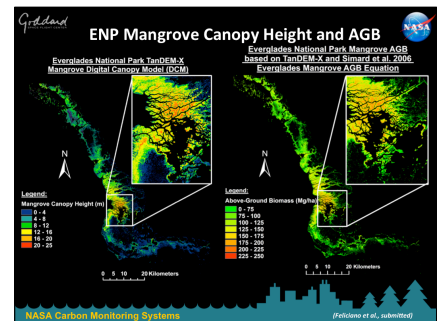 Goddard
SPACE FLIGHT CENTER
NASA
ENP Mangrove Canopy Height and AGB
Everglades National Park TanDEM-X
Mangrove Digital Canopy Model (DCM)
Everglades National Park Mangrove AGB
based on TanDEM-X and Simard et al. 2006
Everglades Mangrove AGB Equation
N
Legend:
Mangrove Canopy Height (m)
0 - 4
4 - 8
8 - 12
12 - 16
16 - 20
20 - 25
0 5 10 20 Kilometers
N
Legend:
Above-Ground Biomass (Mg/ha)
0 - 75
75 - 100
100 - 125
125 - 150
150 - 175
175 - 200
200 - 225
225 - 250
0 5 10 20 Kilometers
NASA Carbon Monitoring Systems
(Feliciano et al., submitted)